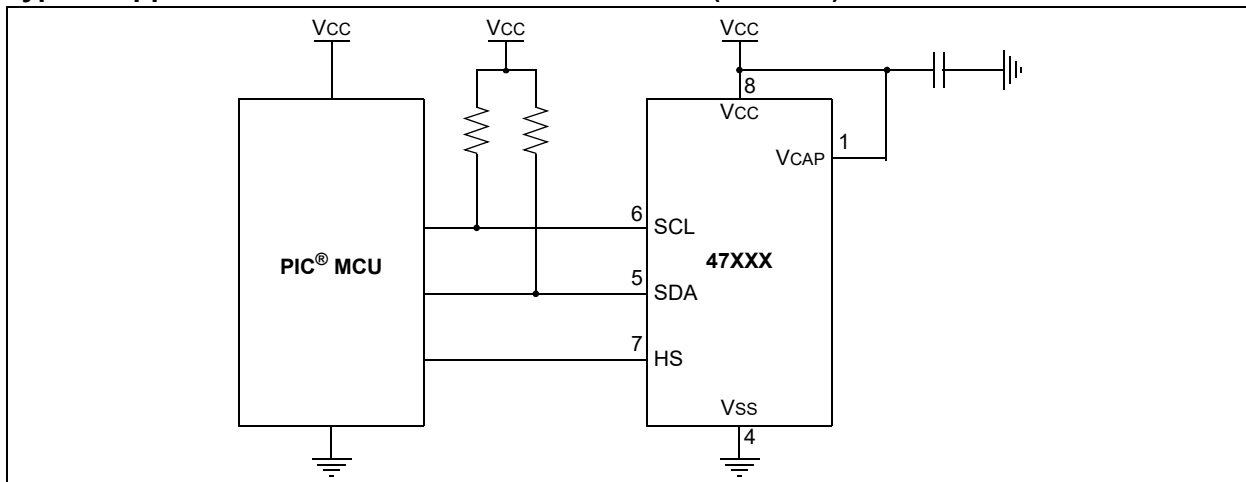 VCC VCC VCC
8
VCC
1
VCAP
6 SCL
PIC® MCU 47XXX
5 SDA
7 HS
VSS
4